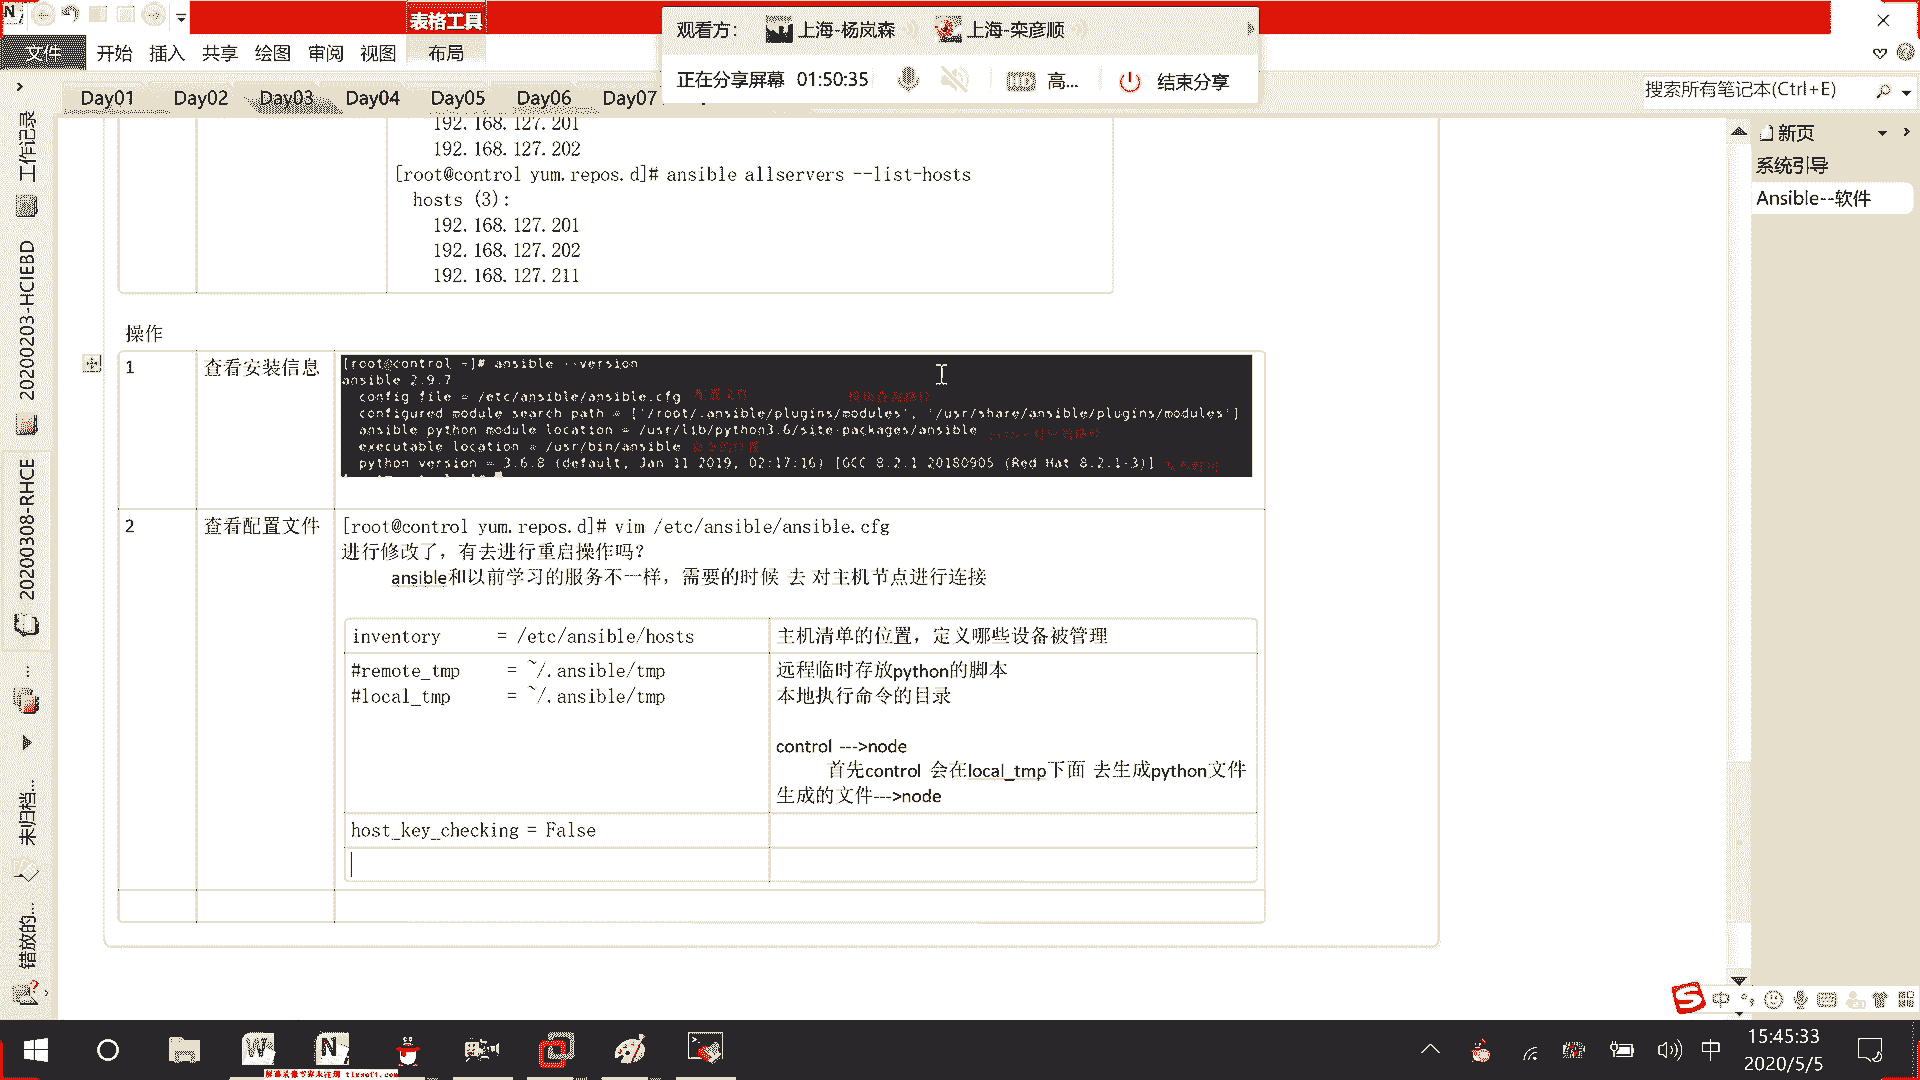 表格工具
文件
开始
插入
共享
绘图
审阅
视图
布局
观看方:
上海-杨岚森
上海-栾彦顺
正在分享屏幕 01:50:35
高...
结束分享
Day01
Day02
Day03
Day04
Day05
Day06
Day07
搜索所有笔记本(Ctrl+E)
工作记录
20200203-HCIEBD
20200308-RHCE
未归档...
错放的...
新页
系统引导
Ansible--软件
192.168.127.201
192.168.127.202
[root@control yum.repos.d]# ansible allservers --list-hosts
hosts (3):
192.168.127.201
192.168.127.202
192.168.127.211
操作
1
查看安装信息
[root@control ~]# ansible --version
ansible 2.9.7
config file = /etc/ansible/ansible.cfg
configured module search path = ['/root/.ansible/plugins/modules', '/usr/share/ansible/plugins/modules']
ansible python module location = /usr/lib/python3.6/site-packages/ansible
executable location = /usr/bin/ansible
python version = 3.6.8 (default, Jan 11 2019, 02:17:16) [GCC 8.2.1 20180905 (Red Hat 8.2.1-3)]
2
查看配置文件
[root@control yum.repos.d]# vim /etc/ansible/ansible.cfg
进行修改了，有去进行重启操作吗？
ansible和以前学习的服务不一样，需要的时候 去 对主机节点进行连接
inventory = /etc/ansible/hosts
主机清单的位置，定义哪些设备被管理
#remote_tmp = ~/.ansible/tmp
#local_tmp = ~/.ansible/tmp
远程临时存放python的脚本
本地执行命令的目录
control --->node
首先control 会在local_tmp下面 去生成python文件
生成的文件--->node
host_key_checking = False
中
中
15:45:33
2020/5/5